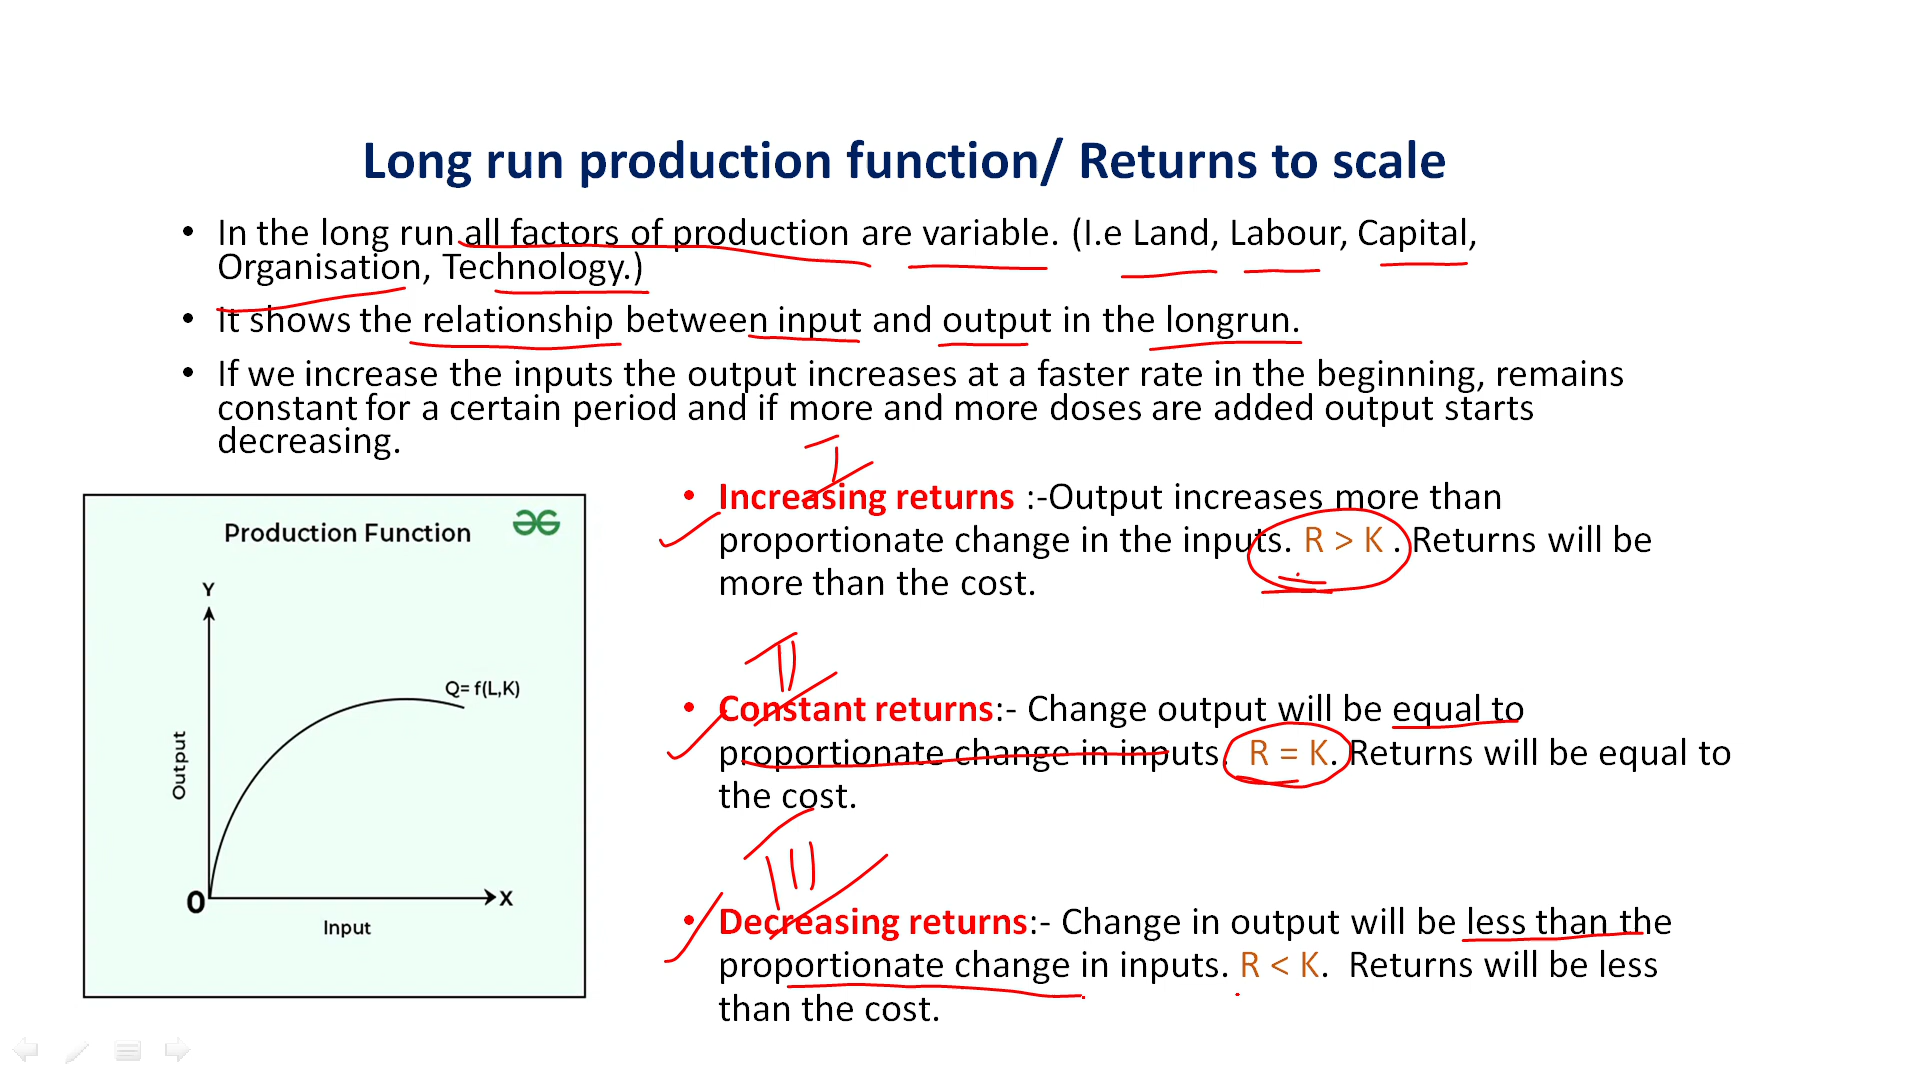 Long run production function/ Returns to scale
• In the long run all factors of production are variable. (I.e Land, Labour, Capital,
Organisation, Technology.)
• It shows the relationship between input and output in the longrun.
• If we increase the inputs the output increases at a faster rate in the beginning, remains
constant for a certain period and if more and more doses are added output starts
decreasing.
I
• Increasing returns :-Output increases more than
proportionate change in the inputs. R > K . Returns will be
more than the cost.
II
• Constant returns:- Change output will be equal to
proportionate change in inputs. R = K. Returns will be equal to
the cost.
III
• Decreasing returns:- Change in output will be less than the
proportionate change in inputs. R < K. Returns will be less
than the cost.
Production Function
Y
Q= f(L,K)
Output
O
X
Input